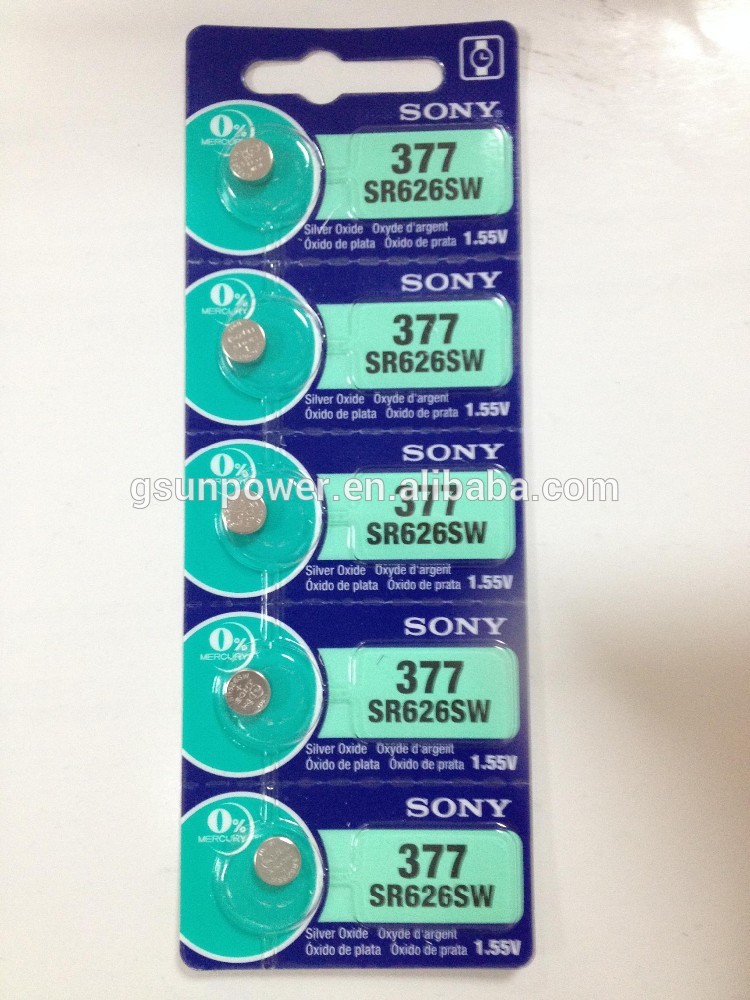 SONY
0%
MERCURY
377
SR626SW
Silver Oxide Oxyde d'argent
Óxido de plata Óxido de prata 1.55V
SONY
0%
MERCURY
377
SR626SW
Silver Oxide Oxyde d'argent
Óxido de plata Óxido de prata 1.55V
SONY
0%
gsunpower.en.alibaba.com
377
SR626SW
Silver Oxide Oxyde d'argent
Óxido de plata Óxido de prata 1.55V
SONY
0%
MERCURY
377
SR626SW
Silver Oxide Oxyde d'argent
Óxido de plata Óxido de prata 1.55V
SONY
0%
MERCURY
377
SR626SW
Silver Oxide Oxyde d'argent
Óxido de plata Óxido de prata 1.55V